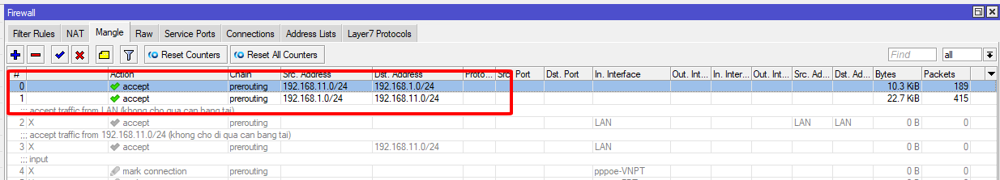 Firewall
Filter Rules NAT Mangle Raw Service Ports Connections Address Lists Layer7 Protocols
Reset Counters Reset All Counters Find all
# Action Chain Src. Address Dst. Address Proto... Src. Port Dst. Port In. Interface Out. Int... In. Inter... Out. Int... Src. Ad... Dst. Ad... Bytes Packets
0 accept prerouting 192.168.11.0/24 192.168.1.0/24 10.3 KiB 189
1 accept prerouting 192.168.1.0/24 192.168.11.0/24 22.7 KiB 415
;;; accept traffic from LAN (khong cho qua can bang tai)
2 X accept prerouting LAN LAN LAN 0 B 0
;;; accept traffic from 192.168.11.0/24 (khong cho di qua can bang tai)
3 X accept prerouting 192.168.11.0/24 LAN 0 B 0
;;; input
4 X mark connection prerouting pppoe-VNPT 0 B 0